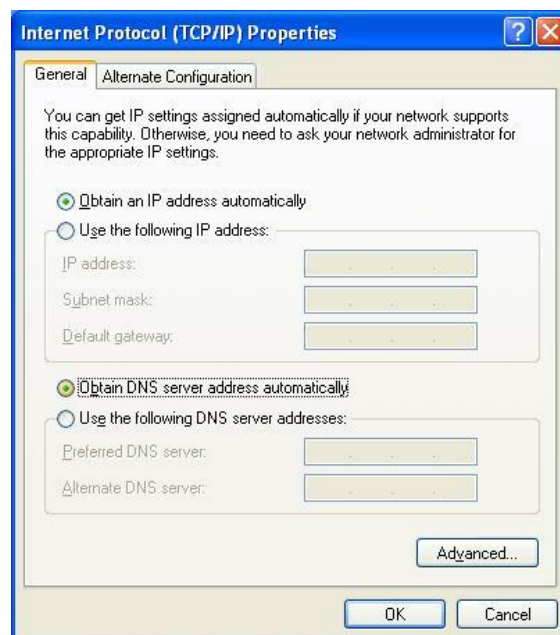 Internet Protocol (TCP/IP) Properties
General
Alternate Configuration
You can get IP settings assigned automatically if your network supports
this capability. Otherwise, you need to ask your network administrator for
the appropriate IP settings.
Obtain an IP address automatically
Use the following IP address:
IP address:
Subnet mask:
Default gateway:
Obtain DNS server address automatically
Use the following DNS server addresses:
Preferred DNS server:
Alternate DNS server:
Advanced...
OK
Cancel